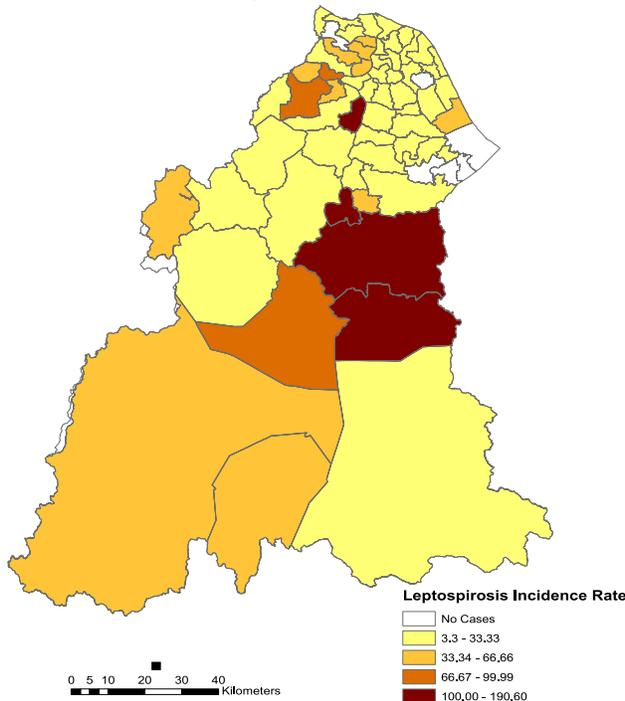 Leptospirosis Incidence Rate
No Cases
3.3 - 33.33
33.34 - 66.66
66.67 - 99.99
100.00 - 190.60
0 5 10 20 30 40
Kilometers